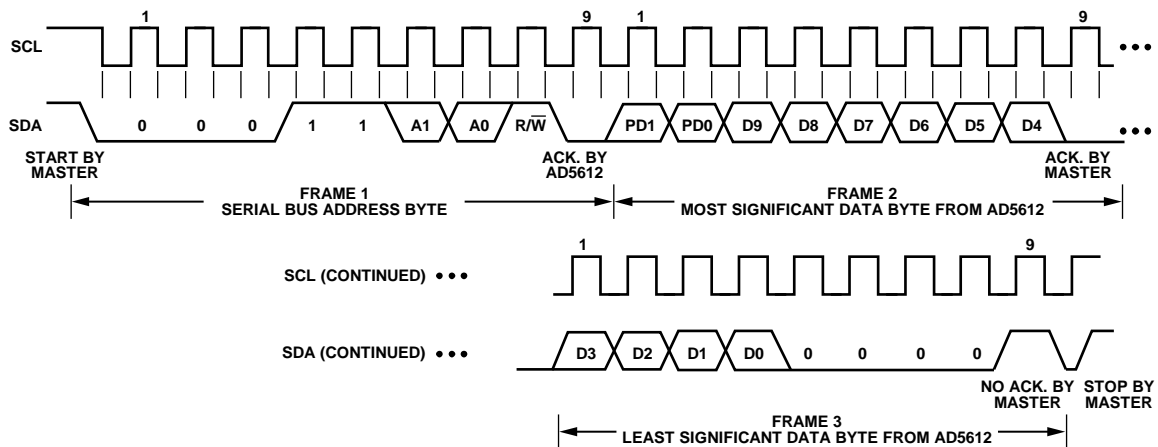 1 9 1 9
SCL
SDA 0 0 0 1 1 A1 A0 R/W̅ PD1 PD0 D9 D8 D7 D6 D5 D4
START BY
MASTER
ACK. BY
AD5612
ACK. BY
MASTER
FRAME 1
SERIAL BUS ADDRESS BYTE
FRAME 2
MOST SIGNIFICANT DATA BYTE FROM AD5612
1 9
SCL (CONTINUED)
SDA (CONTINUED) D3 D2 D1 D0 0 0 0 0
NO ACK. BY
MASTER
STOP BY
MASTER
FRAME 3
LEAST SIGNIFICANT DATA BYTE FROM AD5612